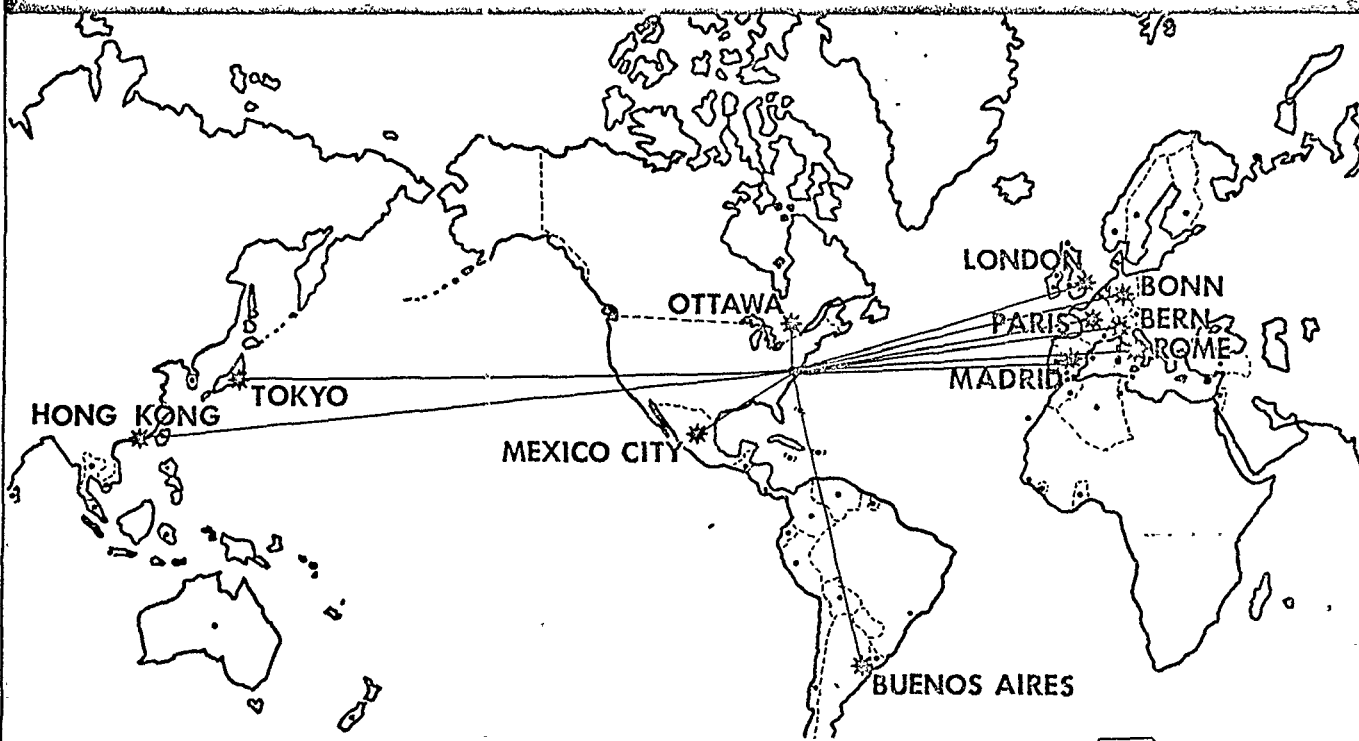 LONDON
BONN
OTTAWA
PARIS
BERN
ROME
MADRID
TOKYO
HONG KONG
MEXICO CITY
BUENOS AIRES